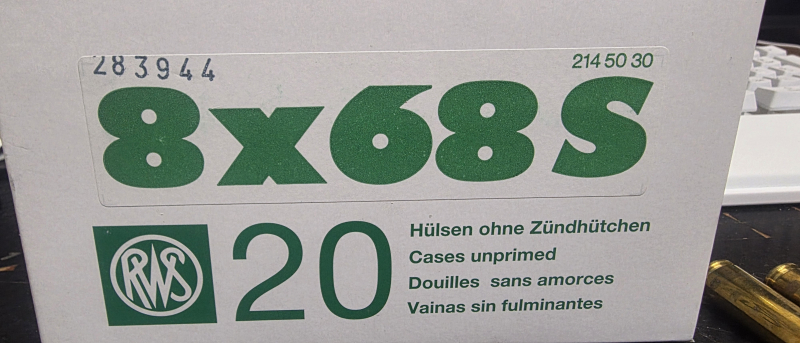 283944
214 50 30
8x68 S
RWS
20
Hülsen ohne Zündhütchen
Cases unprimed
Douilles sans amorces
Vainas sin fulminantes